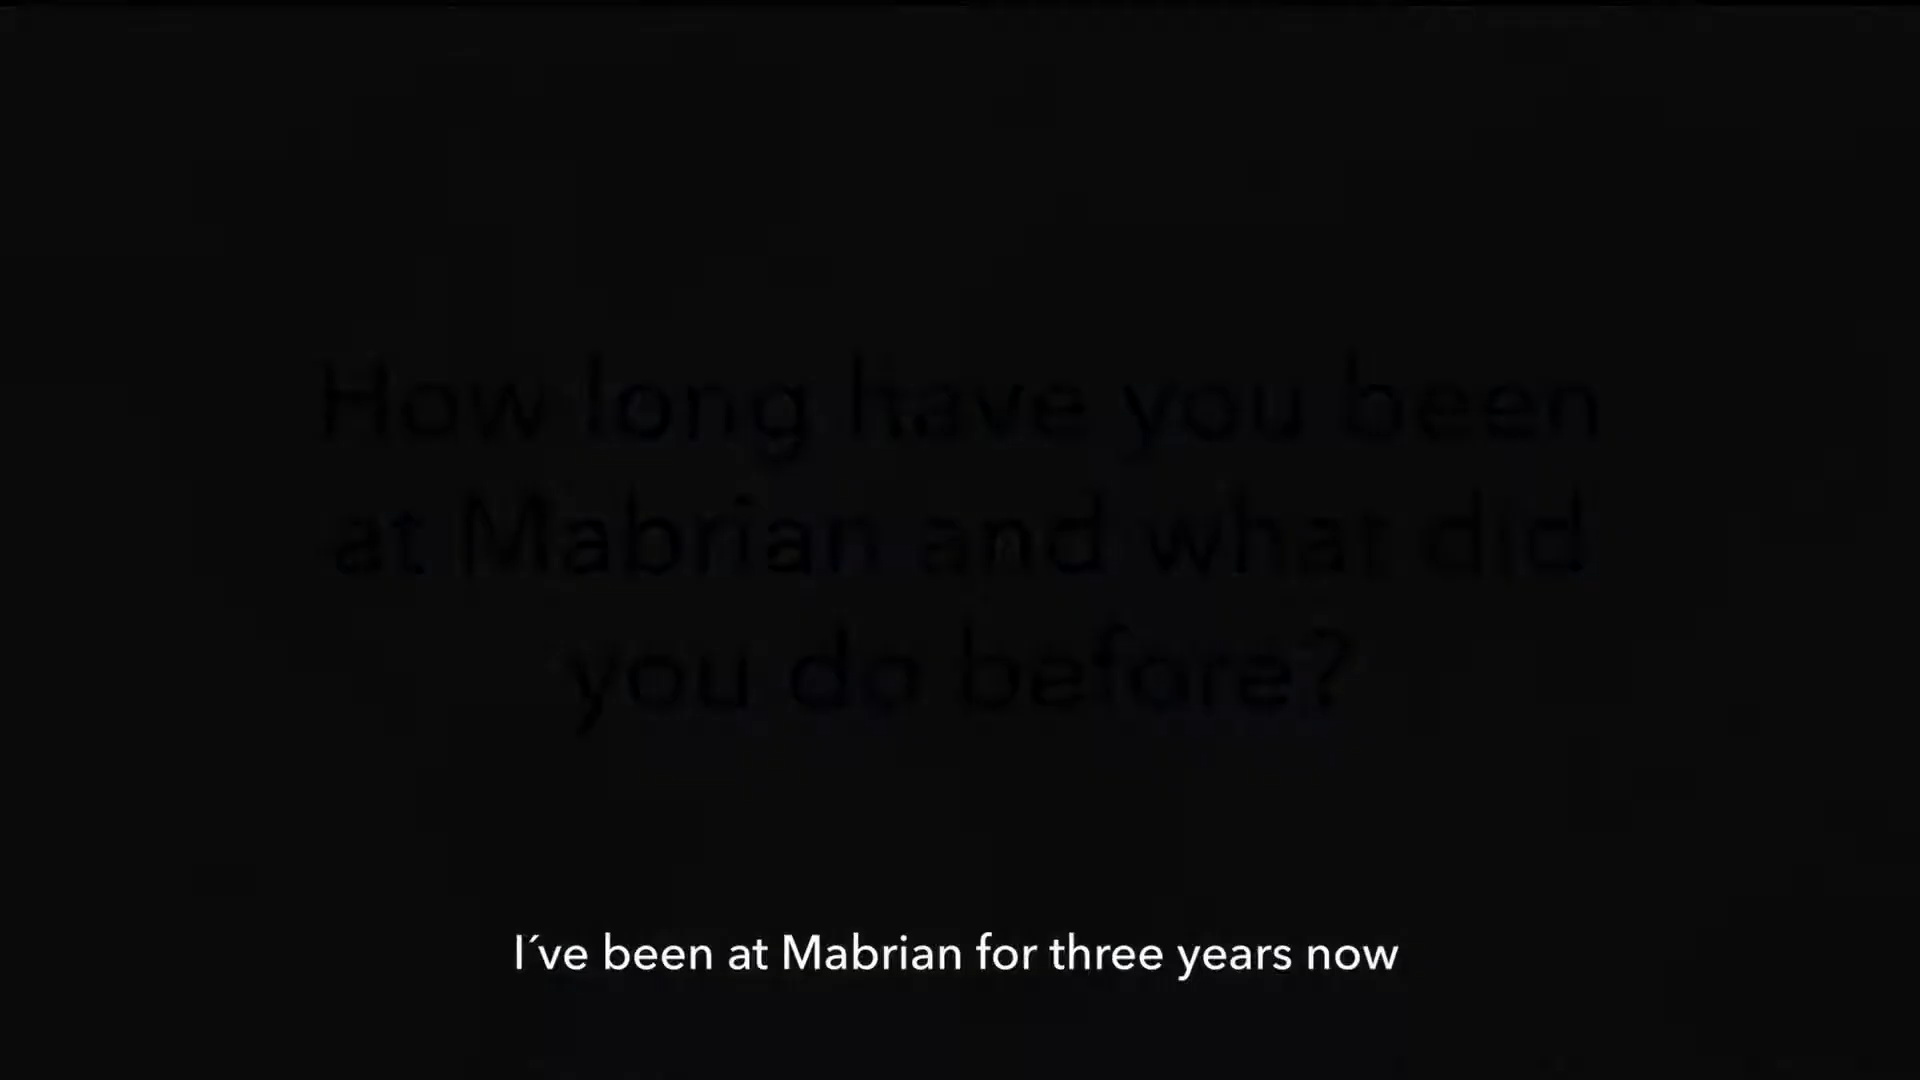 How long have you been
at Mabrian and what did
you do before?
I´ve been at Mabrian for three years now